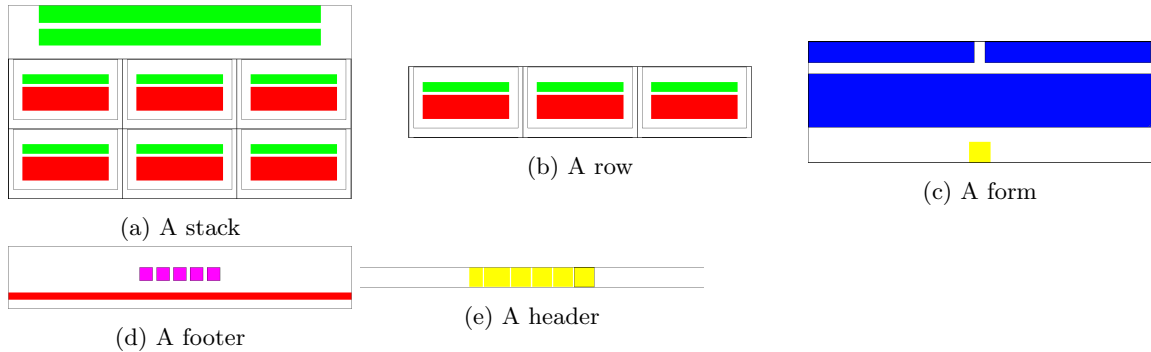 (a) A stack
(b) A row
(c) A form
(d) A footer
(e) A header